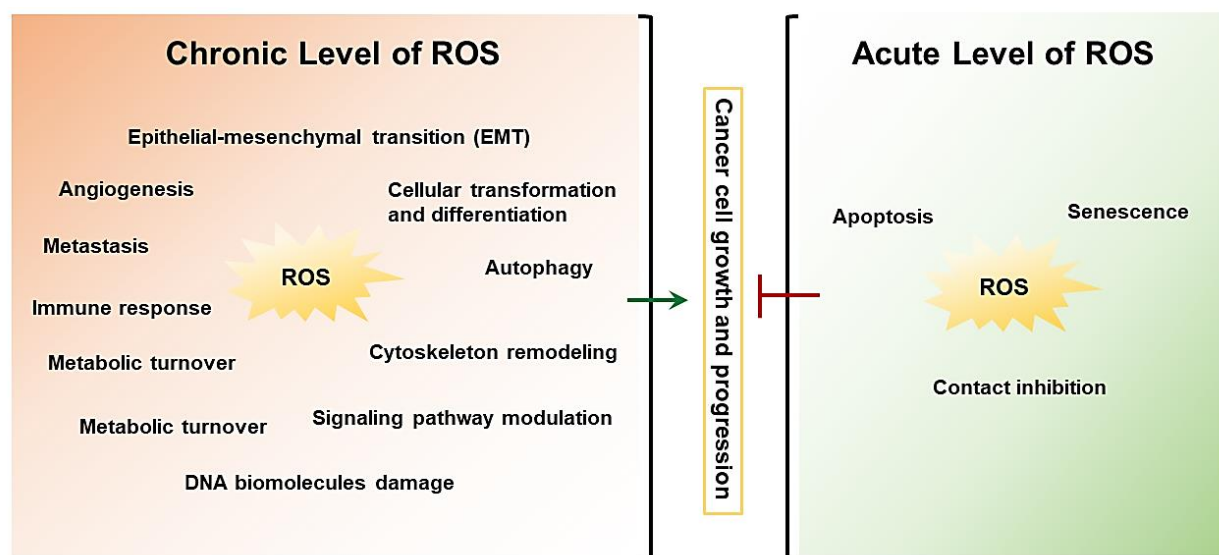 Chronic Level of ROS
Epithelial-mesenchymal transition (EMT)
Angiogenesis
Cellular transformation
and differentiation
Metastasis
Autophagy
ROS
Immune response
Metabolic turnover
Cytoskeleton remodeling
Metabolic turnover
Signaling pathway modulation
DNA biomolecules damage
Cancer cell growth and progression
Acute Level of ROS
Apoptosis
Senescence
ROS
Contact inhibition